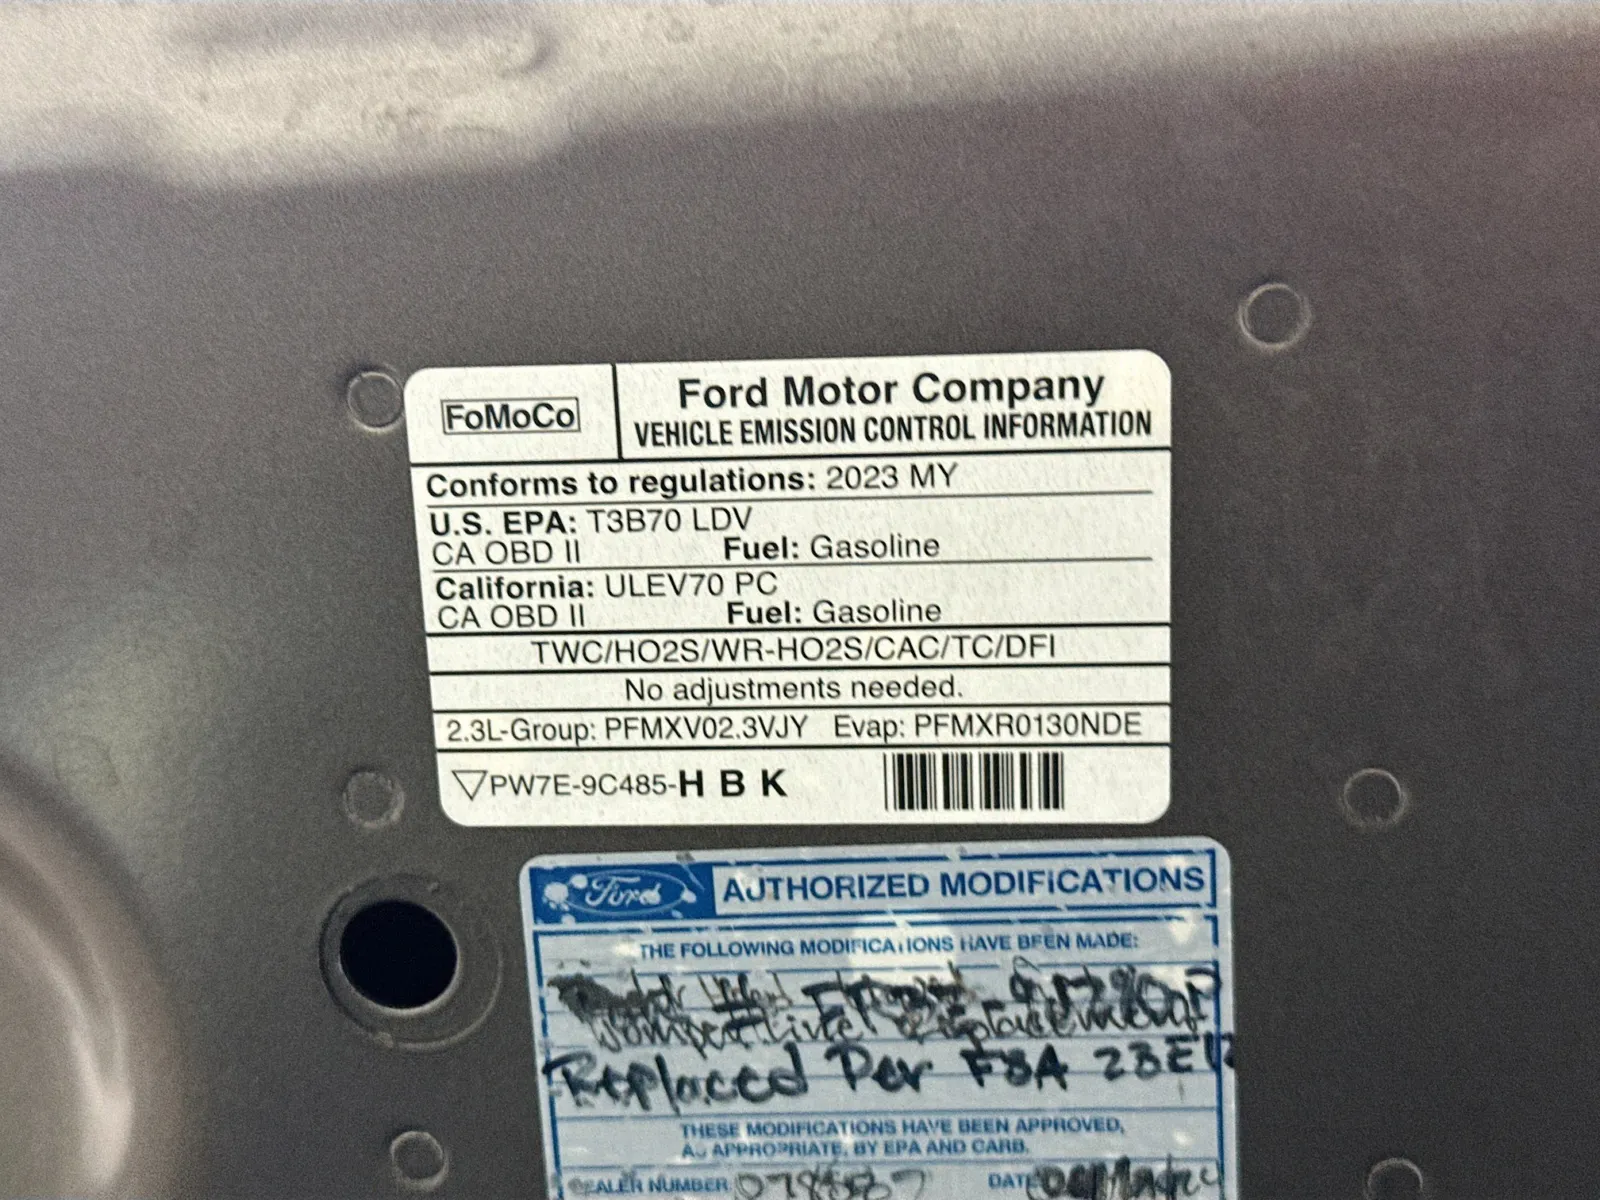 FoMoCo
Ford Motor Company
VEHICLE EMISSION CONTROL INFORMATION
Conforms to regulations: 2023 MY
U.S. EPA: T3B70 LDV
CA OBD II Fuel: Gasoline
California: ULEV70 PC
CA OBD II Fuel: Gasoline
TWC/HO2S/WR-HO2S/CAC/TC/DFI
No adjustments needed.
2.3L-Group: PFMXV02.3VJY Evap: PFMXR0130NDE
PW7E-9C485-H B K
Ford AUTHORIZED MODIFICATIONS
THE FOLLOWING MODIFICATIONS HAVE BEEN MADE:
Replaced Per FSA
THESE MODIFICATIONS HAVE BEEN APPROVED,
AS APPROPRIATE, BY EPA AND CARB.
DEALER NUMBER DATE